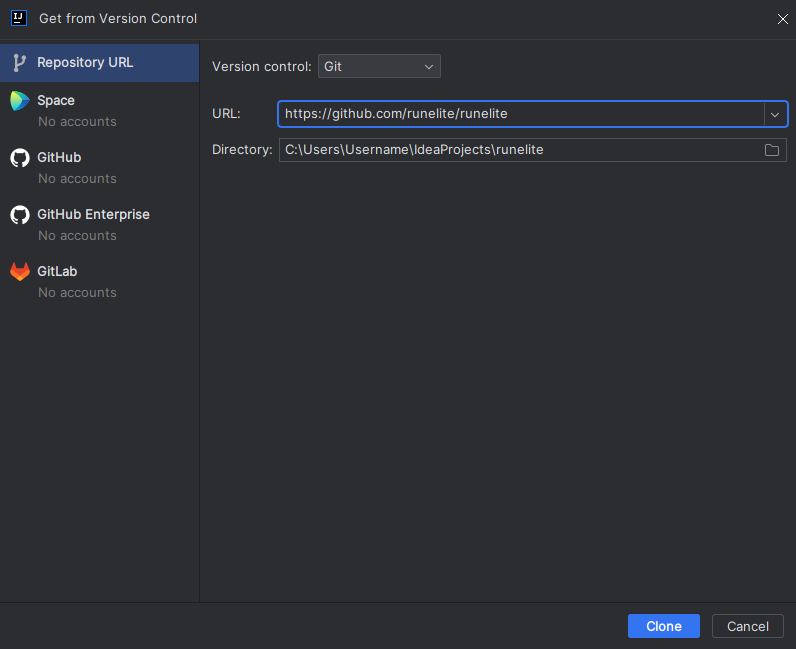 IJ
Get from Version Control
Repository URL
Space
No accounts
GitHub
No accounts
GitHub Enterprise
No accounts
GitLab
No accounts
Version control: Git
URL: https://github.com/runelite/runelite
Directory: C:\Users\Username\IdeaProjects\runelite
Clone Cancel